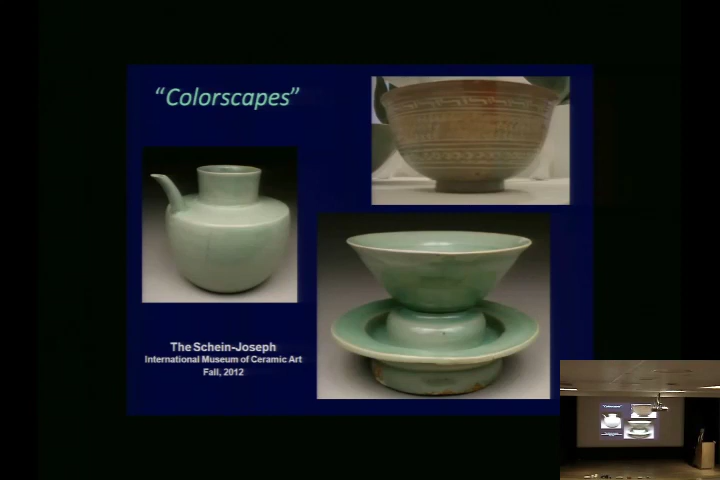 “Colorscapes”
The Schein-Joseph
International Museum of Ceramic Art
Fall, 2012